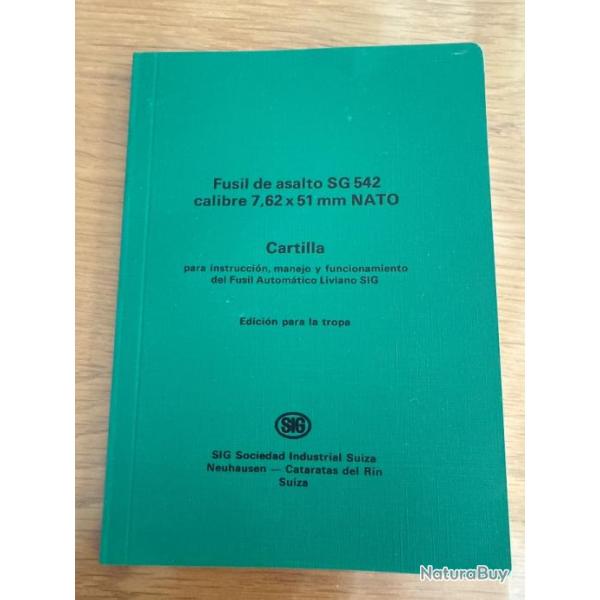 Fusil de asalto SG 542
calibre 7,62 x 51 mm NATO
Cartilla
para instrucción, manejo y funcionamiento
del Fusil Automático Liviano SIG
Edición para la tropa
SIG
SIG Sociedad Industrial Suiza
Neuhausen — Cataratas del Rin
Suiza
NaturaBuy